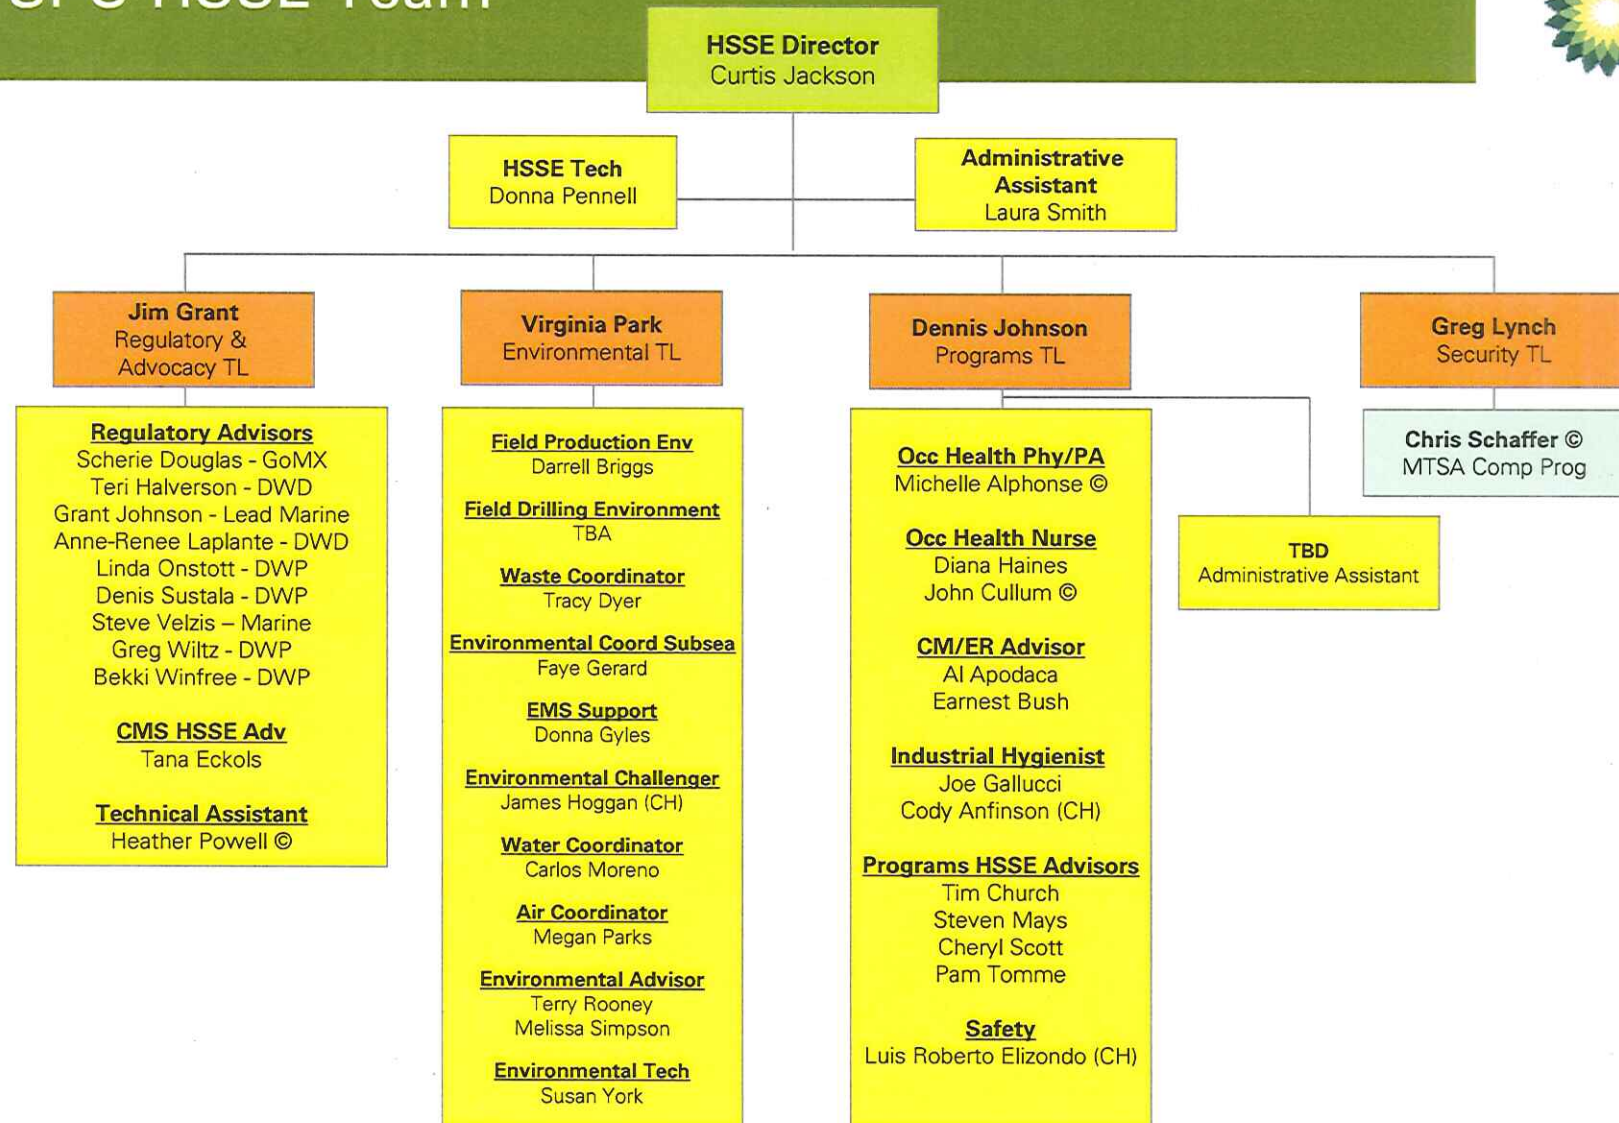 HSSE Team
HSSE Director
Curtis Jackson
HSSE Tech
Donna Pennell
Administrative
Assistant
Laura Smith
Jim Grant
Regulatory &
Advocacy TL
Virginia Park
Environmental TL
Dennis Johnson
Programs TL
Greg Lynch
Security TL
Regulatory Advisors
Scherie Douglas - GoMX
Teri Halverson - DWD
Grant Johnson - Lead Marine
Anne-Renee Laplante - DWD
Linda Onstott - DWP
Denis Sustala - DWP
Steve Velzis – Marine
Greg Wiltz - DWP
Bekki Winfree - DWP
CMS HSSE Adv
Tana Eckols
Technical Assistant
Heather Powell ©
Field Production Env
Darrell Briggs
Field Drilling Environment
TBA
Waste Coordinator
Tracy Dyer
Environmental Coord Subsea
Faye Gerard
EMS Support
Donna Gyles
Environmental Challenger
James Hoggan (CH)
Water Coordinator
Carlos Moreno
Air Coordinator
Megan Parks
Environmental Advisor
Terry Rooney
Melissa Simpson
Environmental Tech
Susan York
Occ Health Phy/PA
Michelle Alphonse ©
Occ Health Nurse
Diana Haines
John Cullum ©
CM/ER Advisor
Al Apodaca
Earnest Bush
Industrial Hygienist
Joe Gallucci
Cody Anfinson (CH)
Programs HSSE Advisors
Tim Church
Steven Mays
Cheryl Scott
Pam Tomme
Safety
Luis Roberto Elizondo (CH)
TBD
Administrative Assistant
Chris Schaffer ©
MTSA Comp Prog